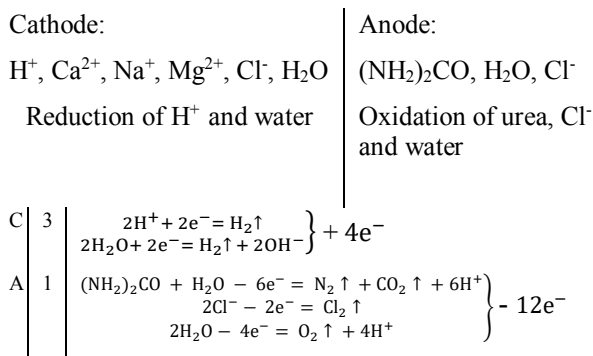 Cathode:
H⁺, Ca²⁺, Na⁺, Mg²⁺, Cl⁻, H₂O
Reduction of H⁺ and water
Anode:
(NH₂)₂CO, H₂O, Cl⁻
Oxidation of urea, Cl⁻
and water
C 3 2H⁺ + 2e⁻ = H₂↑
2H₂O + 2e⁻ = H₂↑ + 2OH⁻ } + 4e⁻
A 1 (NH₂)₂CO + H₂O − 6e⁻ = N₂ ↑ + CO₂ ↑ + 6H⁺
2Cl⁻ − 2e⁻ = Cl₂ ↑ } - 12e⁻
2H₂O − 4e⁻ = O₂ ↑ + 4H⁺